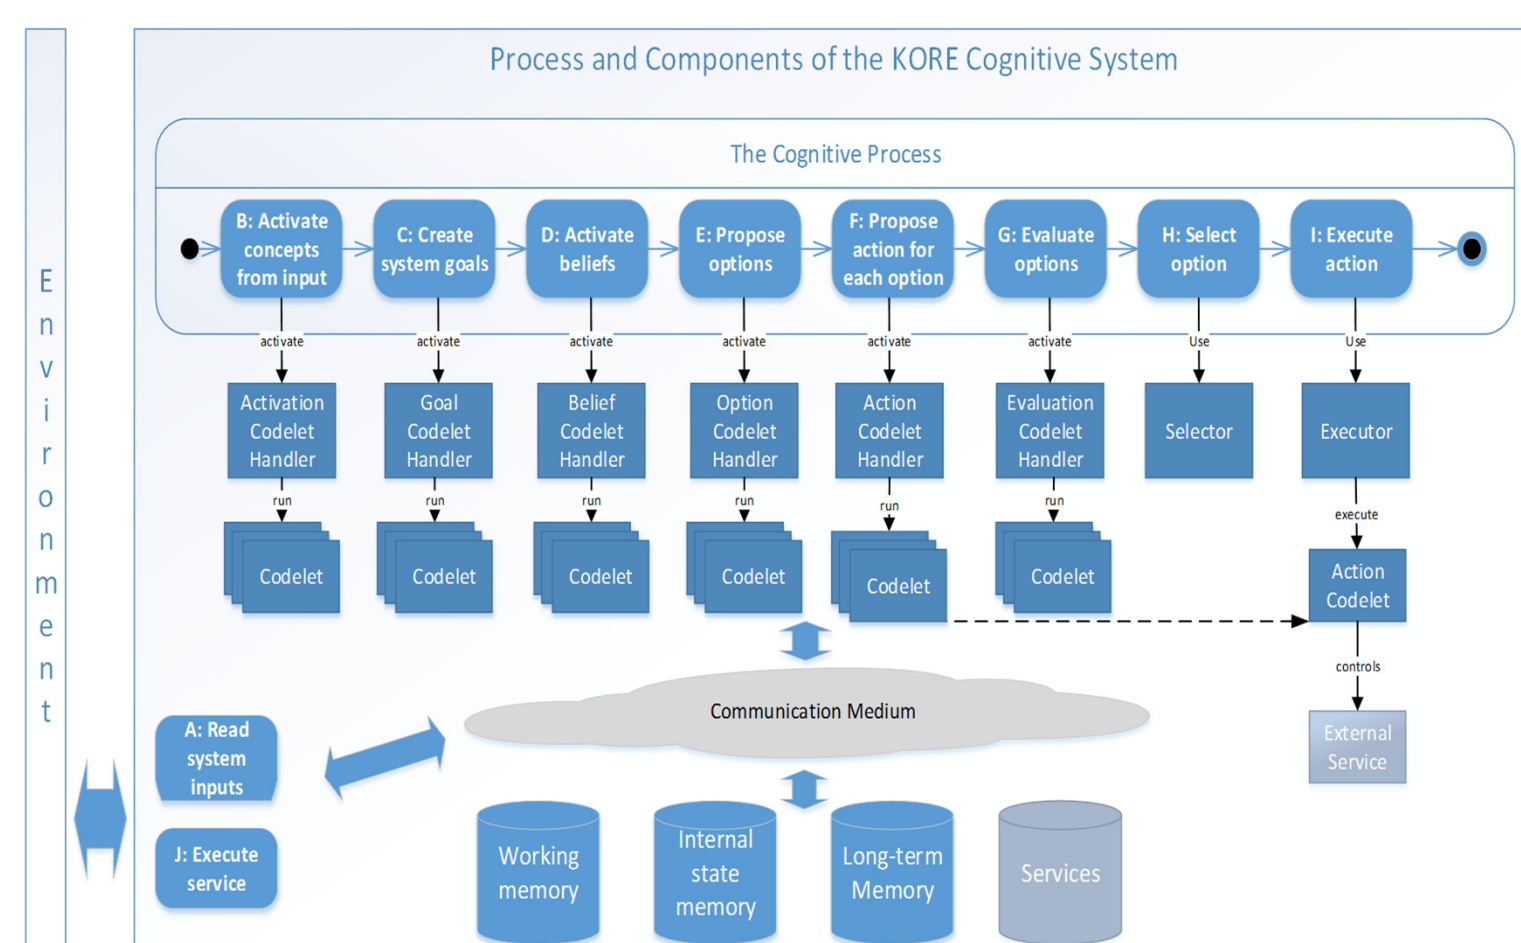 Process and Components of the KORE Cognitive System
The Cognitive Process
B: Activate
concepts
from input
C: Create
system goals
D: Activate
beliefs
E: Propose
options
F: Propose
action for
each option
G: Evaluate
options
H: Select
option
I: Execute
action
activate
activate
activate
activate
activate
activate
Use
Use
Activation
Codelet
Handler
Goal
Codelet
Handler
Belief
Codelet
Handler
Option
Codelet
Handler
Action
Codelet
Handler
Evaluation
Codelet
Handler
Selector
Executor
run
run
run
run
run
run
execute
Codelet
Codelet
Codelet
Codelet
Codelet
Codelet
Action
Codelet
controls
External
Service
Communication Medium
Environment
A: Read
system
inputs
J: Execute
service
Working
memory
Internal
state
memory
Long-term
Memory
Services